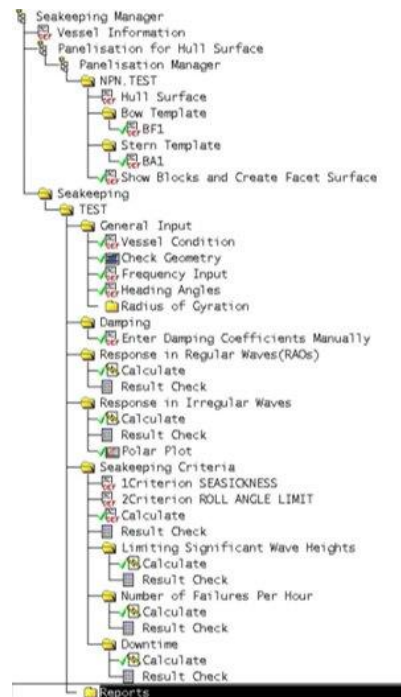 Seakeeping Manager
Vessel Information
Panelisation for Hull Surface
Panelisation Manager
NPN.TEST
Hull Surface
Bow Template
BF1
Stern Template
BA1
Show Blocks and Create Facet Surface
Seakeeping
TEST
General Input
Vessel Condition
Check Geometry
Frequency Input
Heading Angles
Radius of Gyration
Damping
Enter Damping Coefficients Manually
Response in Regular Waves(RAOs)
Calculate
Result Check
Response in Irregular Waves
Calculate
Result Check
Polar Plot
Seakeeping Criteria
1Criterion SEASICKNESS
2Criterion ROLL ANGLE LIMIT
Calculate
Result Check
Limiting Significant Wave Heights
Calculate
Result Check
Number of Failures Per Hour
Calculate
Result Check
Downtime
Calculate
Result Check
Reports